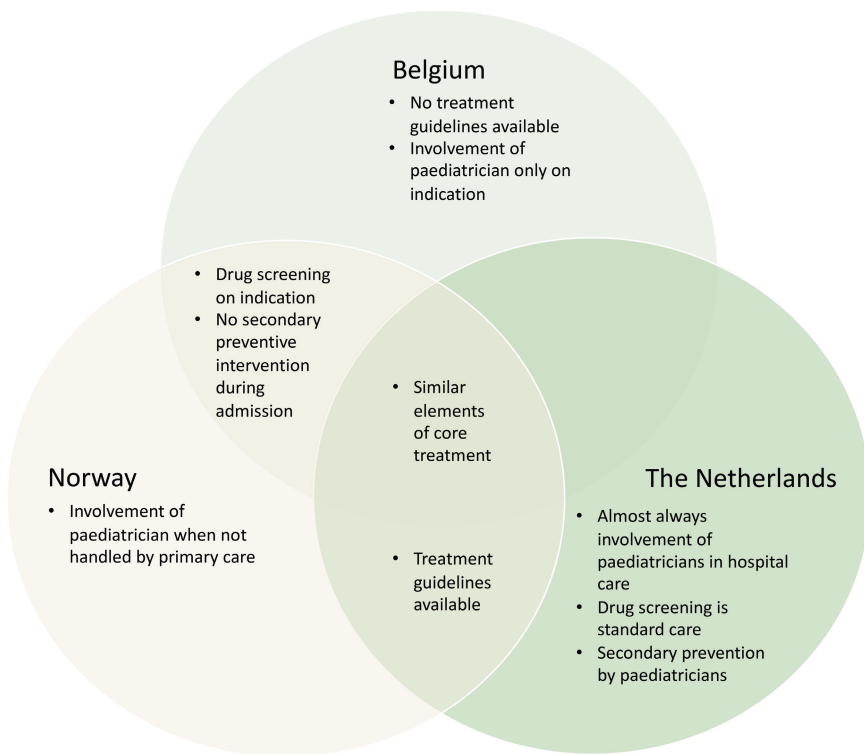 Belgium
• No treatment
guidelines available
• Involvement of
paediatrician only on
indication
• Drug screening
on indication
• No secondary
preventive
intervention
during
admission
• Similar
elements
of core
treatment
Norway
• Involvement of
paediatrician when not
handled by primary care
• Treatment
guidelines
available
The Netherlands
• Almost always
involvement of
paediatricians in hospital
care
• Drug screening is
standard care
• Secondary prevention
by paediatricians